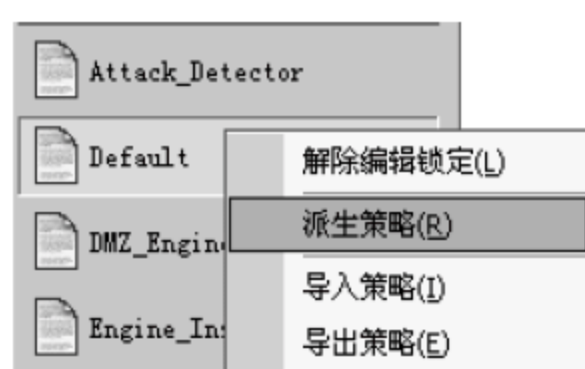 Attack_Detector
Default
解除编辑锁定(L)
派生策略(R)
DMZ_Engin
导入策略(I)
Engine_In
导出策略(E)